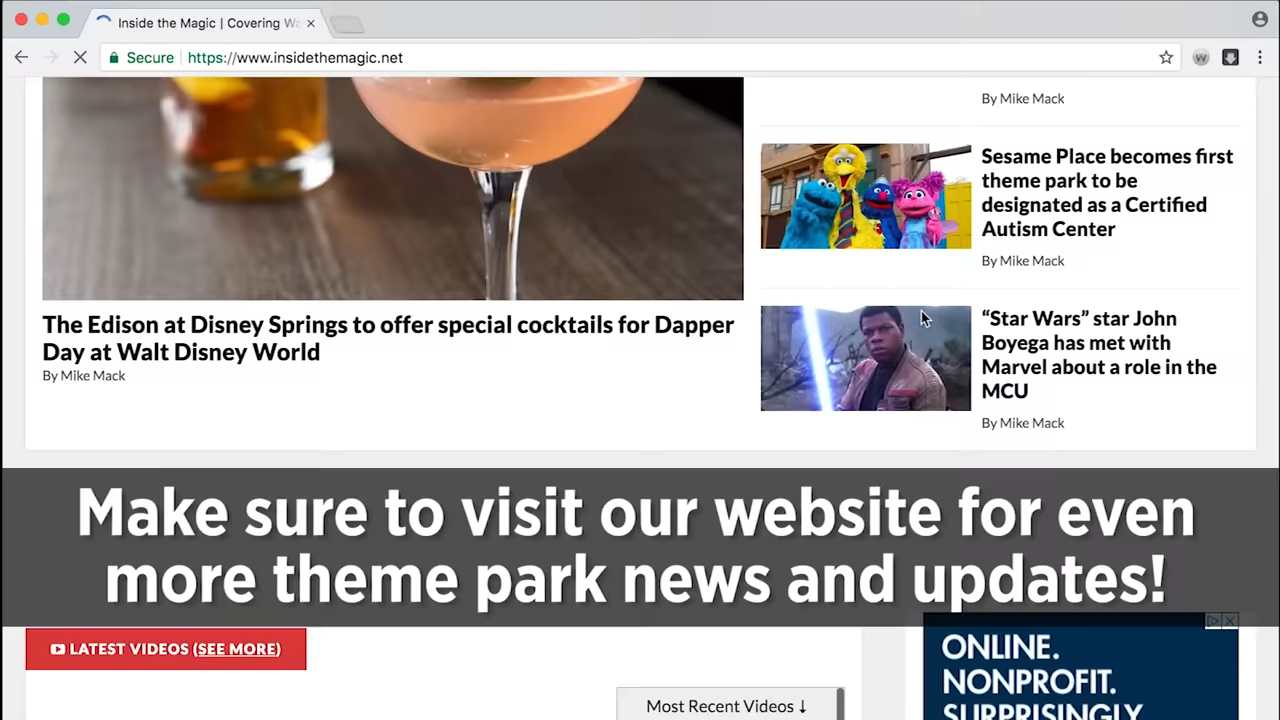 Inside the Magic | Covering Wa
Secure
https://www.insidethemagic.net
W
By Mike Mack
Sesame Place becomes first
theme park to be
designated as a Certified
Autism Center
By Mike Mack
The Edison at Disney Springs to offer special cocktails for Dapper
Day at Walt Disney World
By Mike Mack
“Star Wars” star John
Boyega has met with
Marvel about a role in the
MCU
By Mike Mack
Make sure to visit our website for even
more theme park news and updates!
LATEST VIDEOS (SEE MORE)
Most Recent Videos ↓
ONLINE.
NONPROFIT.
SURPRISINGLY